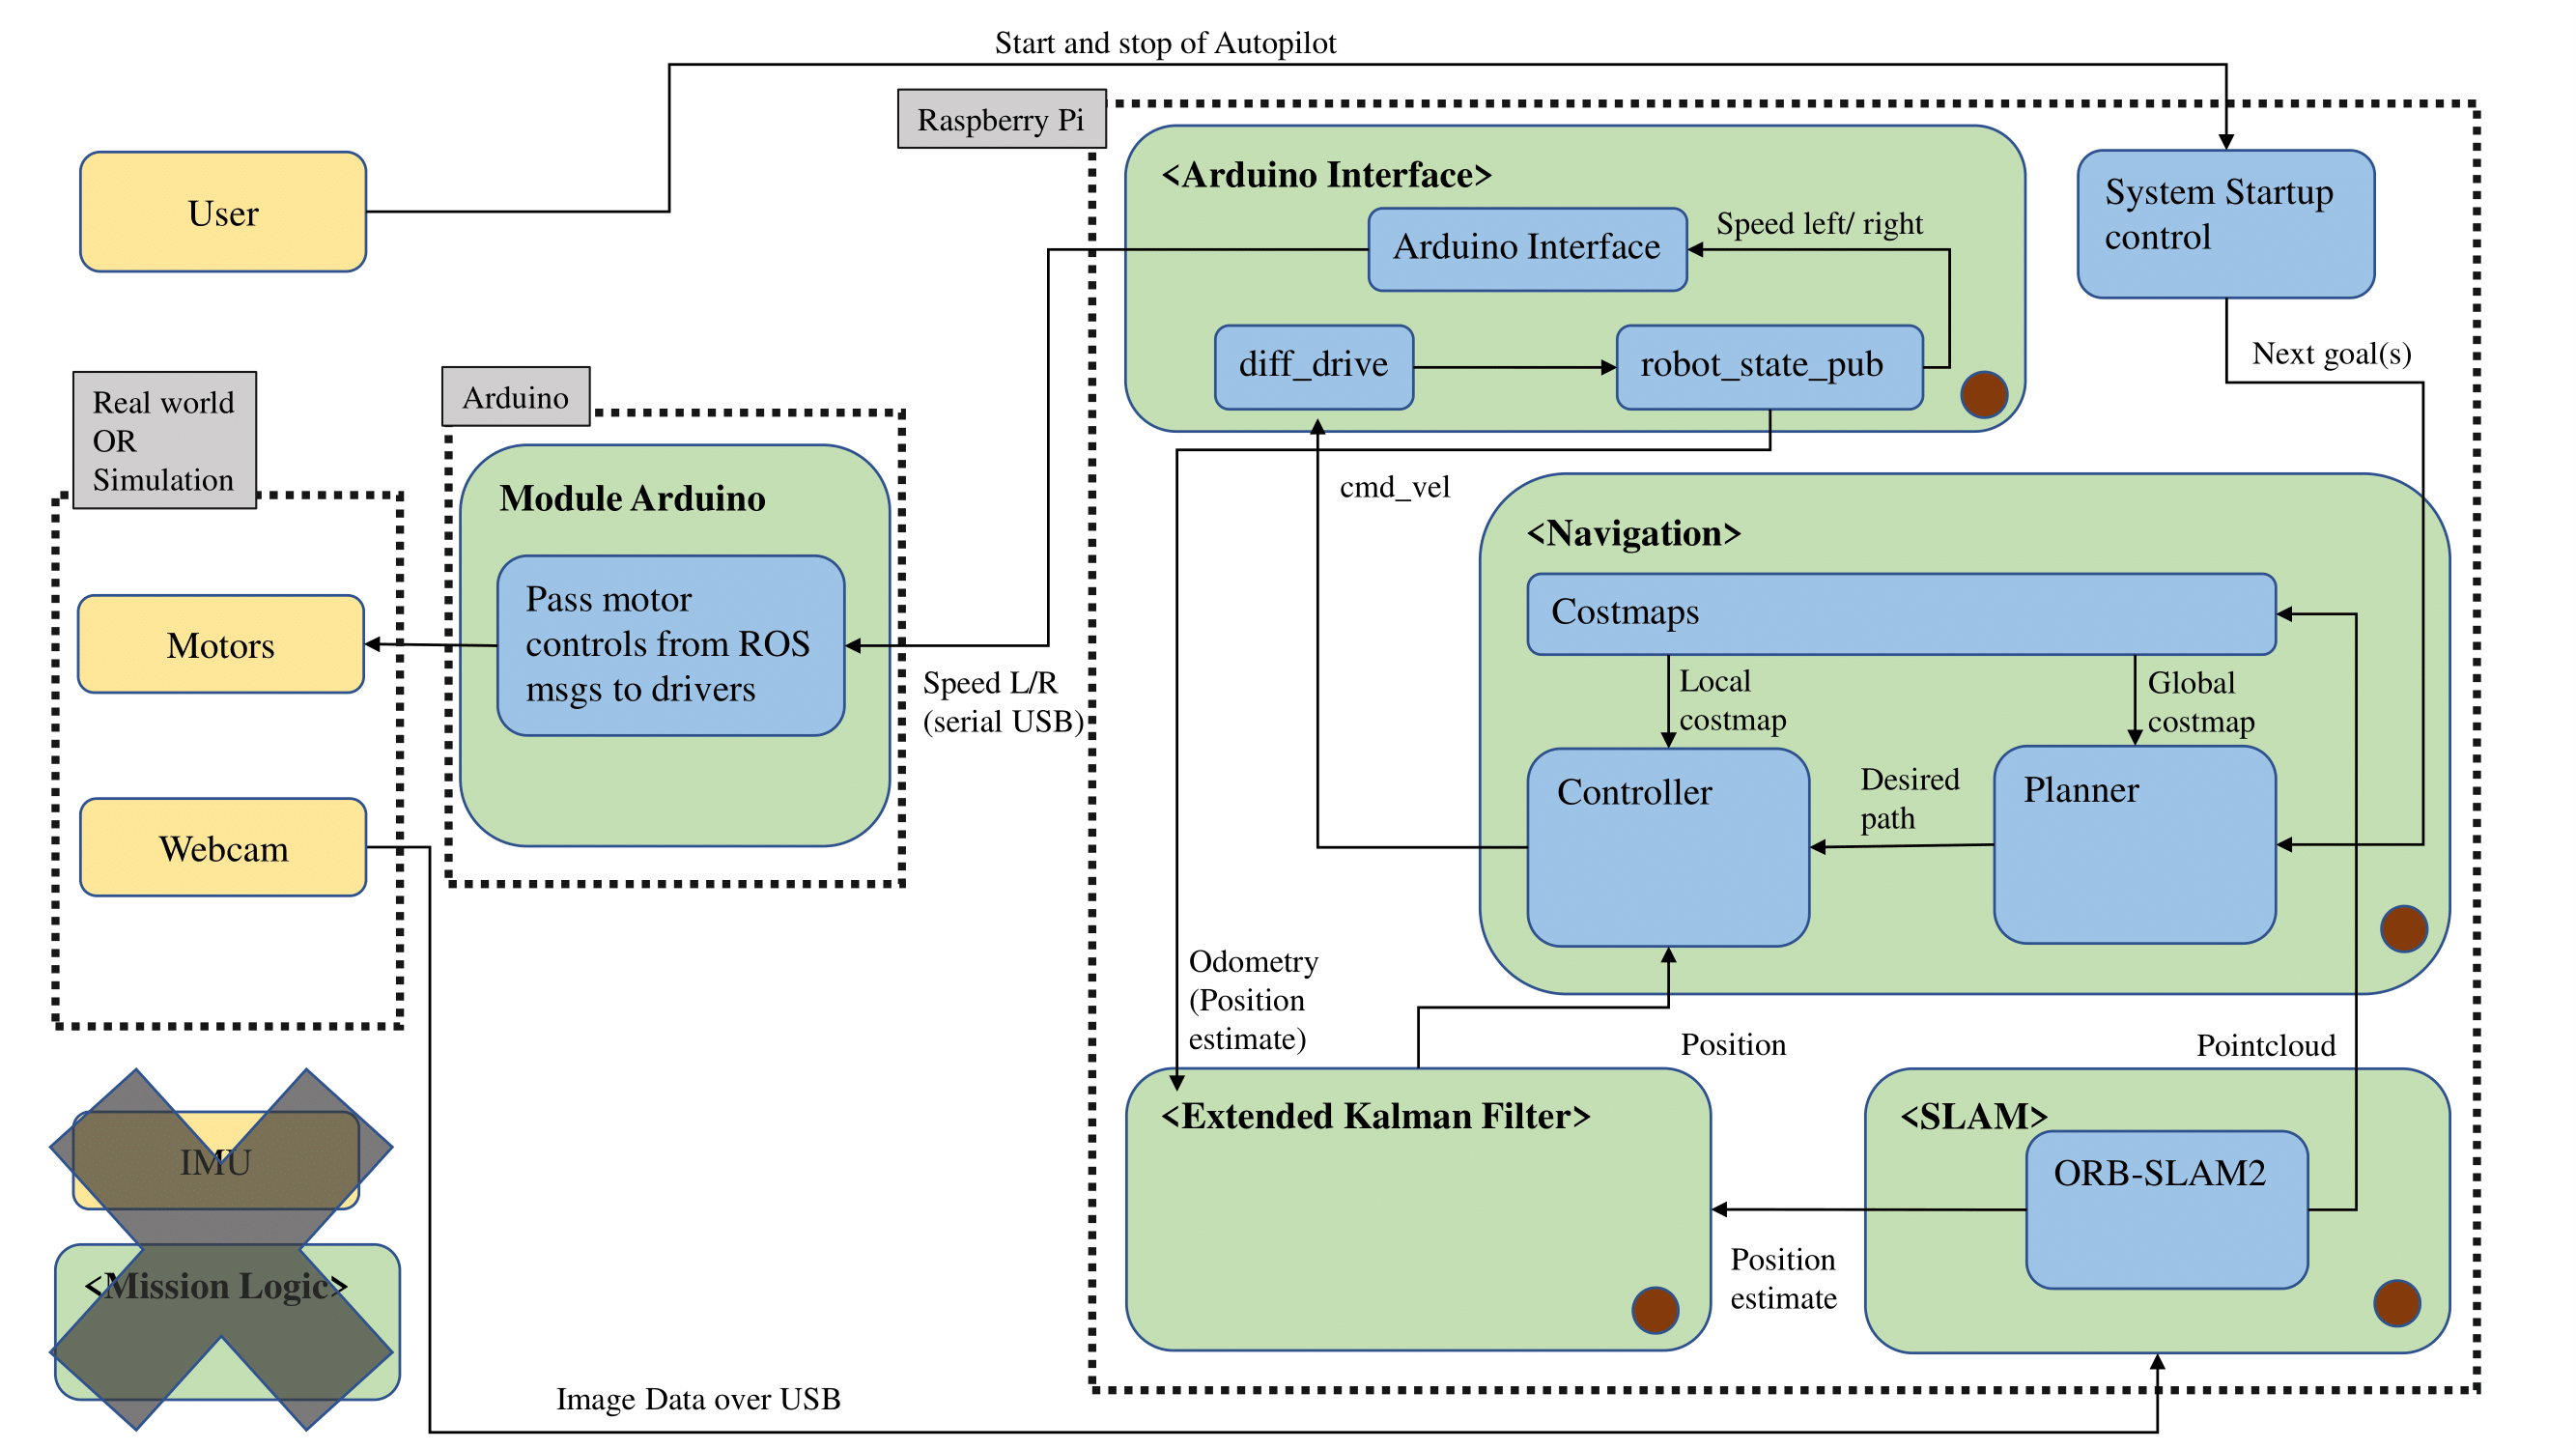 Start and stop of Autopilot
Raspberry Pi
User
<Arduino Interface>
Arduino Interface
Speed left/ right
diff_drive
robot_state_pub
System Startup
control
Next goal(s)
Real world
OR
Simulation
Arduino
Module Arduino
Pass motor
controls from ROS
msgs to drivers
Motors
Webcam
Speed L/R
(serial USB)
cmd_vel
<Navigation>
Costmaps
Local
costmap
Global
costmap
Controller
Desired
path
Planner
Odometry
(Position
estimate)
Position
Pointcloud
<Extended Kalman Filter>
<SLAM>
ORB-SLAM2
Position
estimate
IMU
<Mission Logic>
Image Data over USB